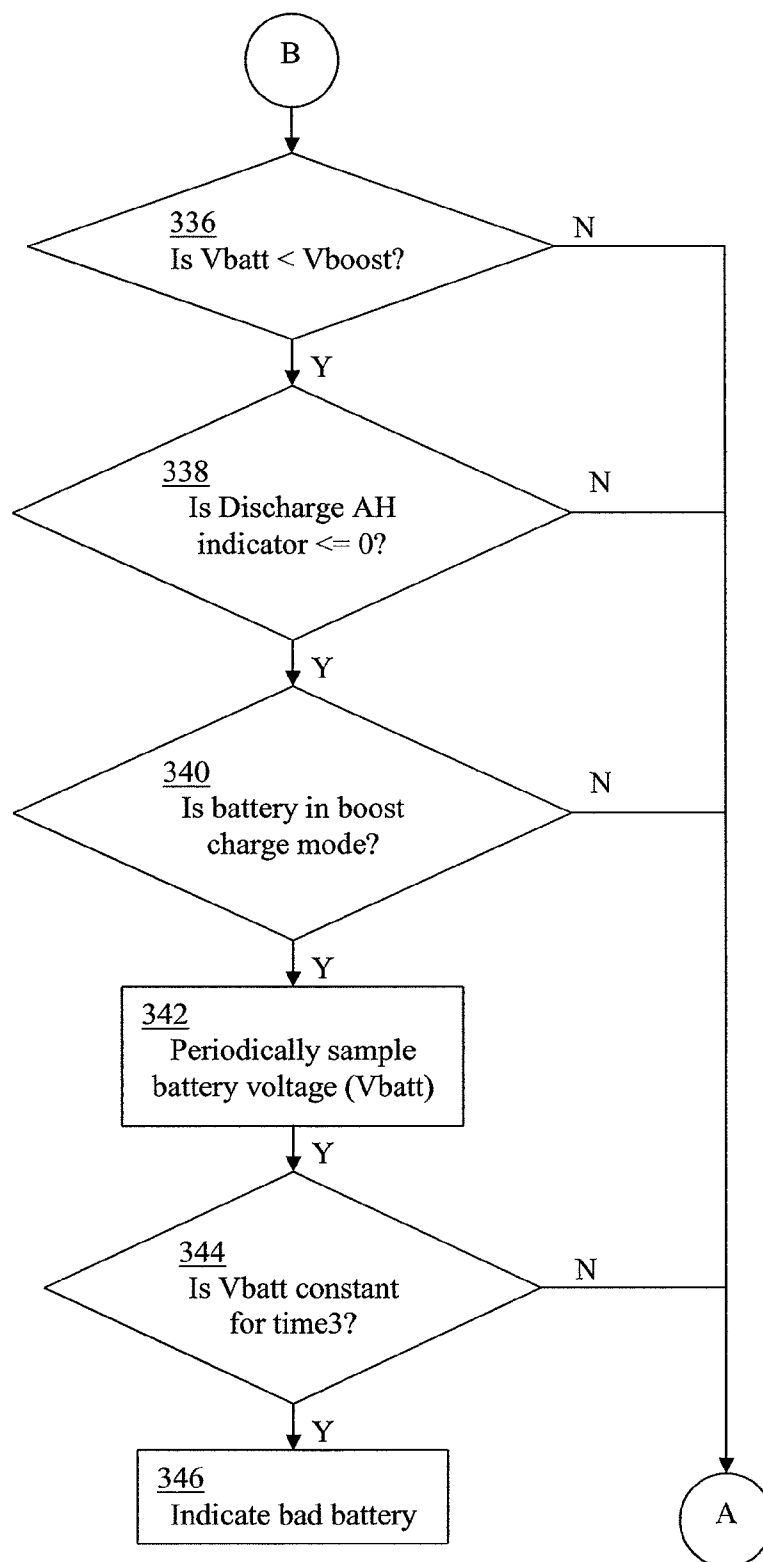 B
336
Is Vbatt < Vboost?
N
Y
338
Is Discharge AH
indicator <= 0?
N
Y
340
Is battery in boost
charge mode?
N
Y
342
Periodically sample
battery voltage (Vbatt)
Y
344
Is Vbatt constant
for time3?
N
Y
346
Indicate bad battery
A